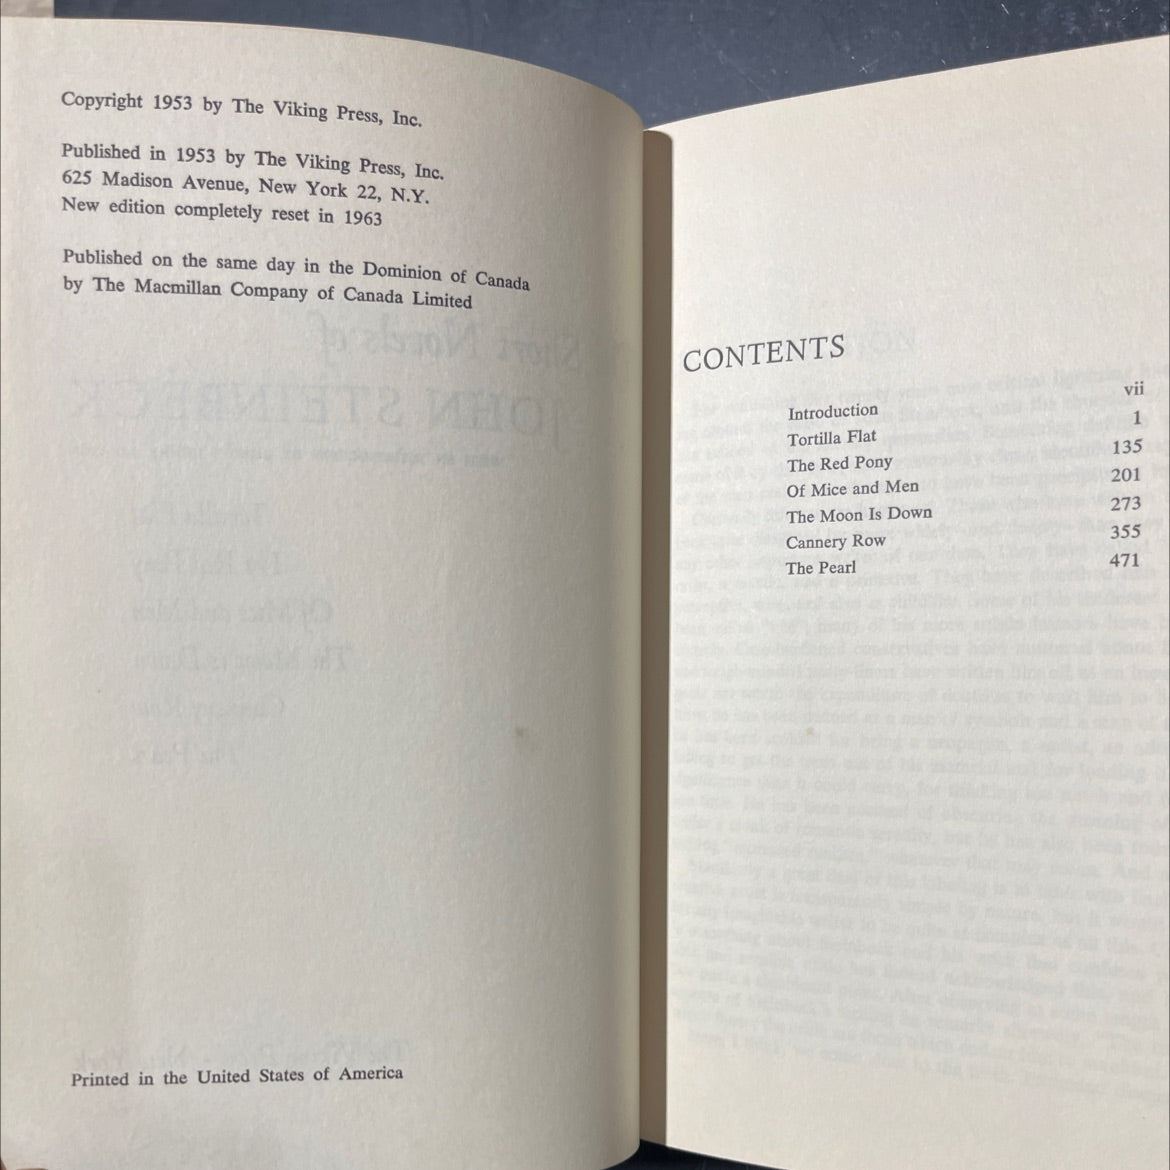 Copyright 1953 by The Viking Press, Inc.
Published in 1953 by The Viking Press, Inc.
625 Madison Avenue, New York 22, N.Y.
New edition completely reset in 1963
Published on the same day in the Dominion of Canada
by The Macmillan Company of Canada Limited
Printed in the United States of America
CONTENTS
Introduction vii
Tortilla Flat 1
The Red Pony 135
Of Mice and Men 201
The Moon Is Down 273
Cannery Row 355
The Pearl 471